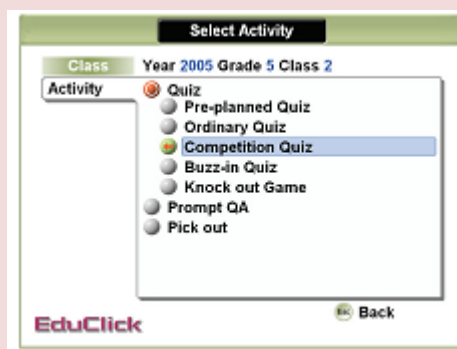 Select Activity
Class Year 2005 Grade 5 Class 2
Activity
Quiz
Pre-planned Quiz
Ordinary Quiz
Competition Quiz
Buzz-in Quiz
Knock out Game
Prompt QA
Pick out
Esc Back
EduClick